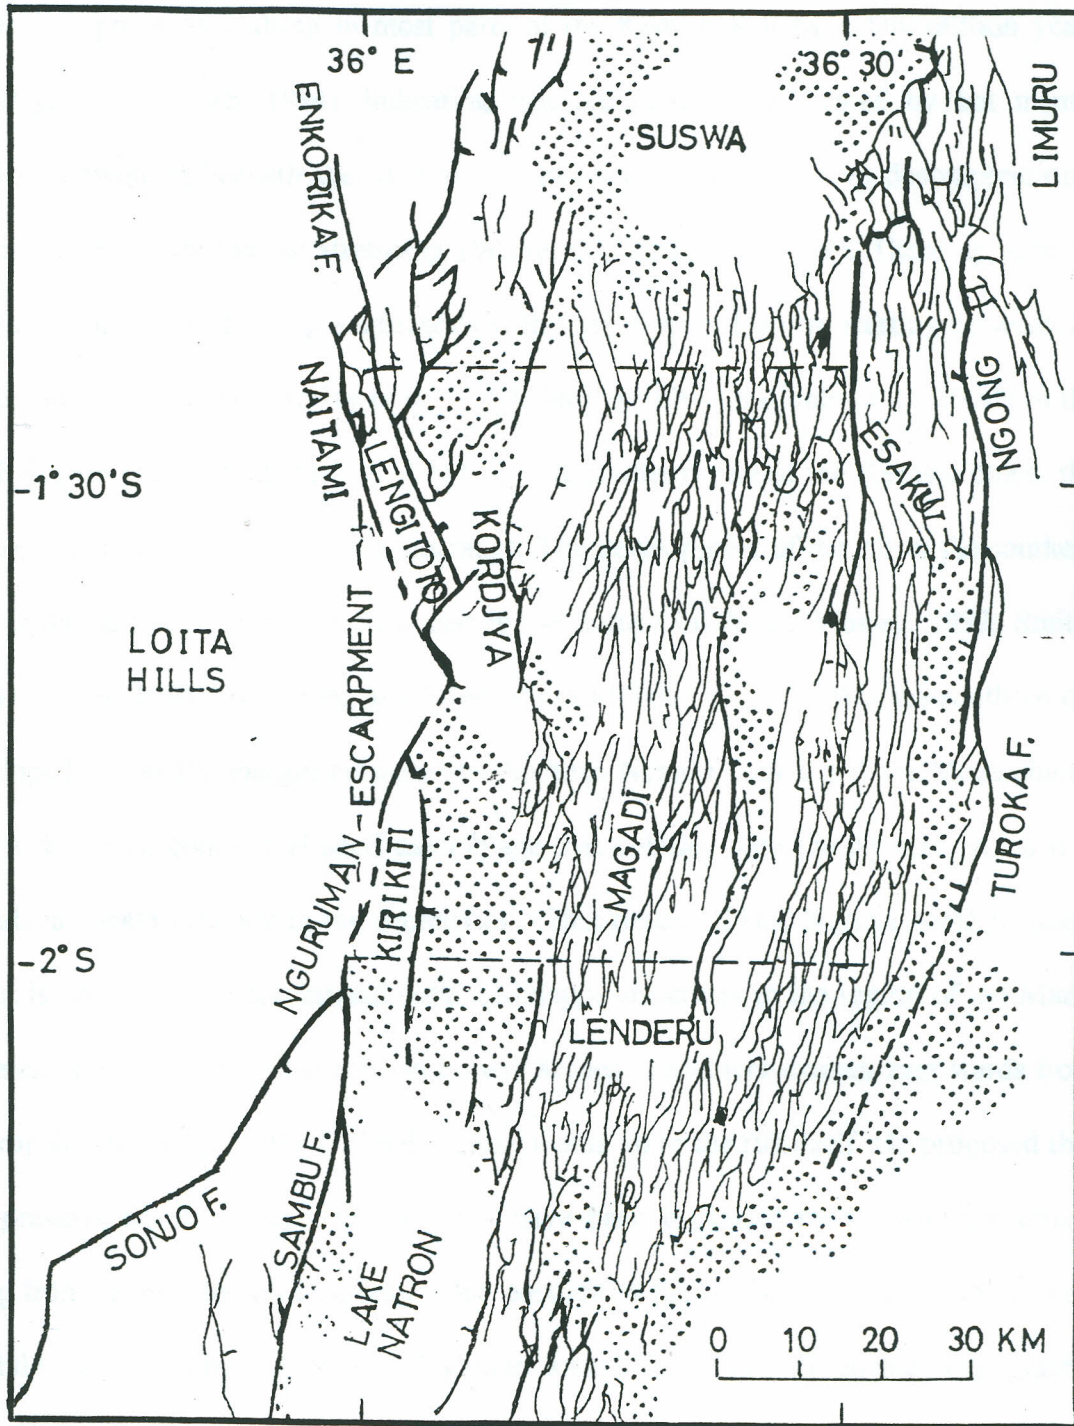 36° E
36° 30'
ENKORIKA F.
SUSWA
LIMURU
NAITAMI
LENGITOTO
ESAKUT
NGONG
-1°30'S
KORDJYA
LOITA
HILLS
NGURUMAN-ESCARPMENT
KIRIKITI
MAGADI
TUROKA F.
-2°S
LENDERU
SONJO F.
SAMBU F.
LAKE
NATRON
0 10 20 30 KM